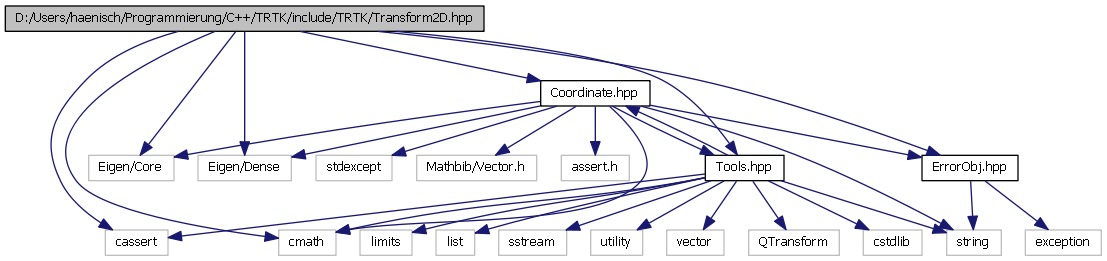 D:/Users/haenisch/Programmierung/C++/TRTK/include/TRTK/Transform2D.hpp
Coordinate.hpp
Eigen/Core
Eigen/Dense
stdexcept
Mathbib/Vector.h
assert.h
Tools.hpp
ErrorObj.hpp
cassert
cmath
limits
list
sstream
utility
vector
QTransform
cstdlib
string
exception